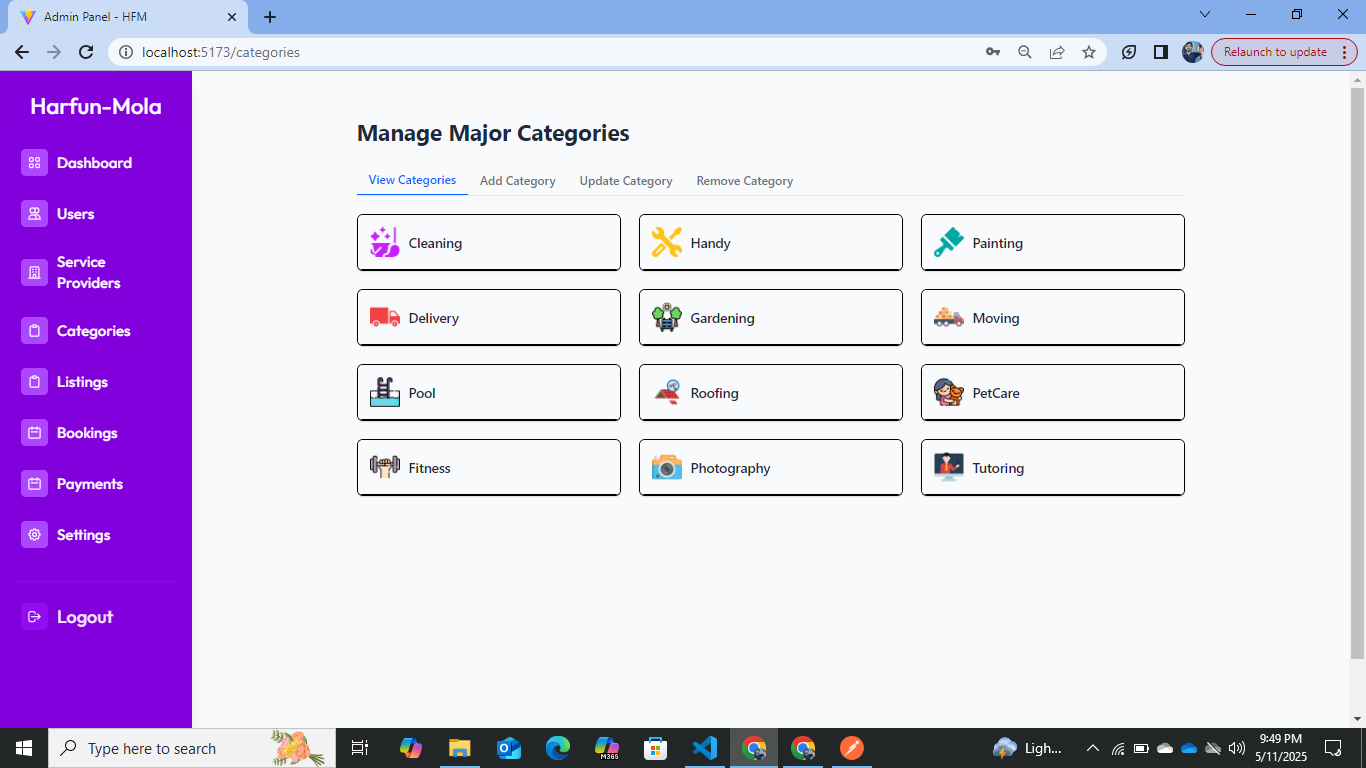 Admin Panel - HFM
localhost:5173/categories
Relaunch to update
Harfun-Mola
Dashboard
Users
Service
Providers
Categories
Listings
Bookings
Payments
Settings
Logout
Manage Major Categories
View Categories
Add Category
Update Category
Remove Category
Cleaning
Handy
Painting
Delivery
Gardening
Moving
Pool
Roofing
PetCare
Fitness
Photography
Tutoring
Type here to search
M365
Ligh...
9:49 PM
5/11/2025